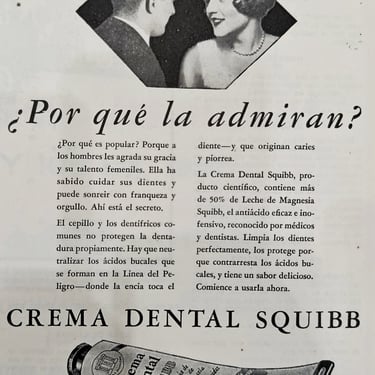 ¿Por qué la admiran?
¿Por qué es popular? Porque a
los hombres les agrada su gracia
y su talento femeniles. Ella ha
sabido cuidar sus dientes y
puede sonreir con franqueza y
orgullo. Ahí está el secreto.
El cepillo y los dentífricos co-
munes no protegen la denta-
dura propiamente. Hay que neu-
tralizar los ácidos bucales que
se forman en la Línea del Pe-
ligro—donde la encía toca el
diente—y que originan caries
y piorrea.
La Crema Dental Squibb, pro-
ducto científico, contiene más
de 50% de Leche de Magnesia
Squibb, el antiácido eficaz e ino-
fensivo, reconocido por médicos
y dentistas. Limpia los dientes
perfectamente, los protege por-
que contrarresta los ácidos bu-
cales, y tiene un sabor delicioso.
Comience a usarla ahora.
CREMA DENTAL SQUIBB
ema
ental
IBB